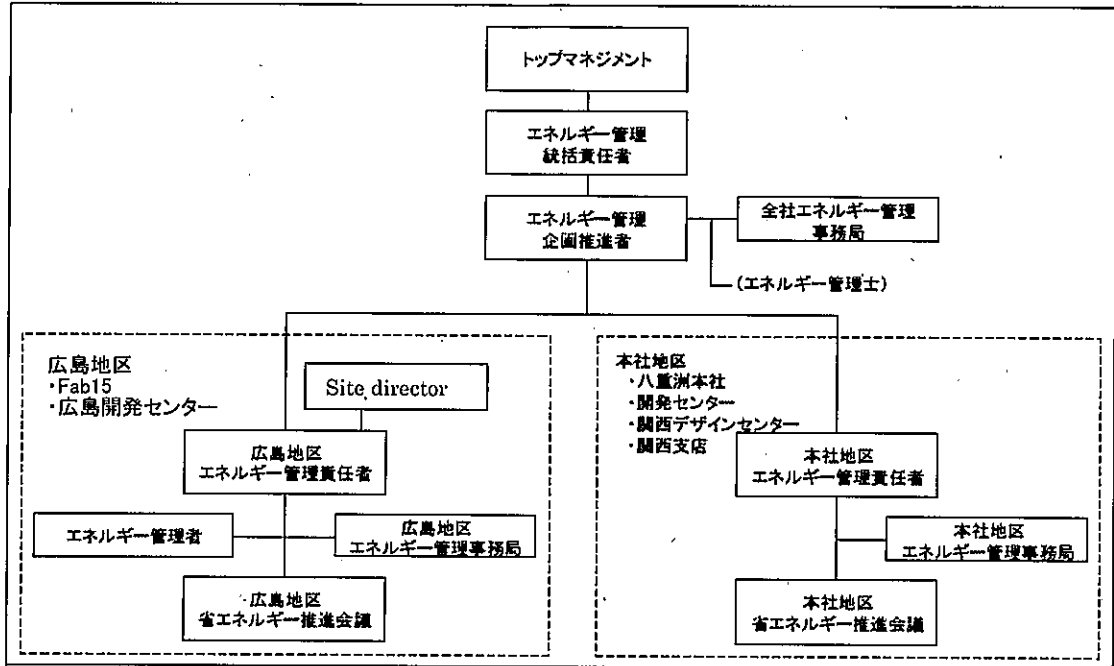 トップマネジメント
エネルギー管理
統括責任者
エネルギー管理
企画推進者
全社エネルギー管理
事務局
(エネルギー管理士)
広島地区
・Fab15
・広島開発センター
Site director
広島地区
エネルギー管理責任者
エネルギー管理者
広島地区
エネルギー管理事務局
広島地区
省エネルギー推進会議
本社地区
・八重洲本社
・開発センター
・関西デザインセンター
・関西支店
本社地区
エネルギー管理責任者
本社地区
エネルギー管理事務局
本社地区
省エネルギー推進会議